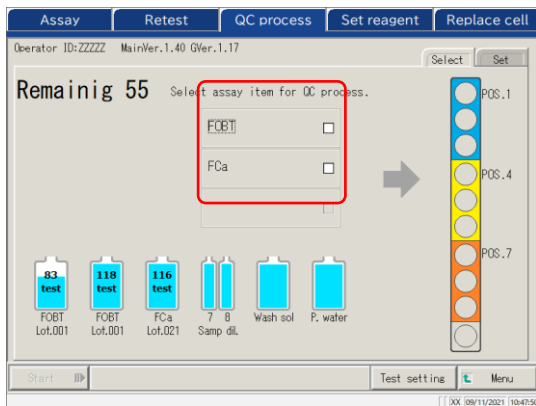 Assay Retest QC process Set reagent Replace cell
Operator ID:ZZZZZ MainVer.1.40 GVer.1.17
Select Set
Remainig 55 Select assay item for QC process.
POS.1
FOBT
FCa
POS.4
POS.7
83 118 116
test test test
FOBT FOBT FCa 7 8 Wash sol P. water
Lot.001 Lot.001 Lot.021 Samp dil.
Start Test setting Menu
XX 09/11/2021 10:47:50